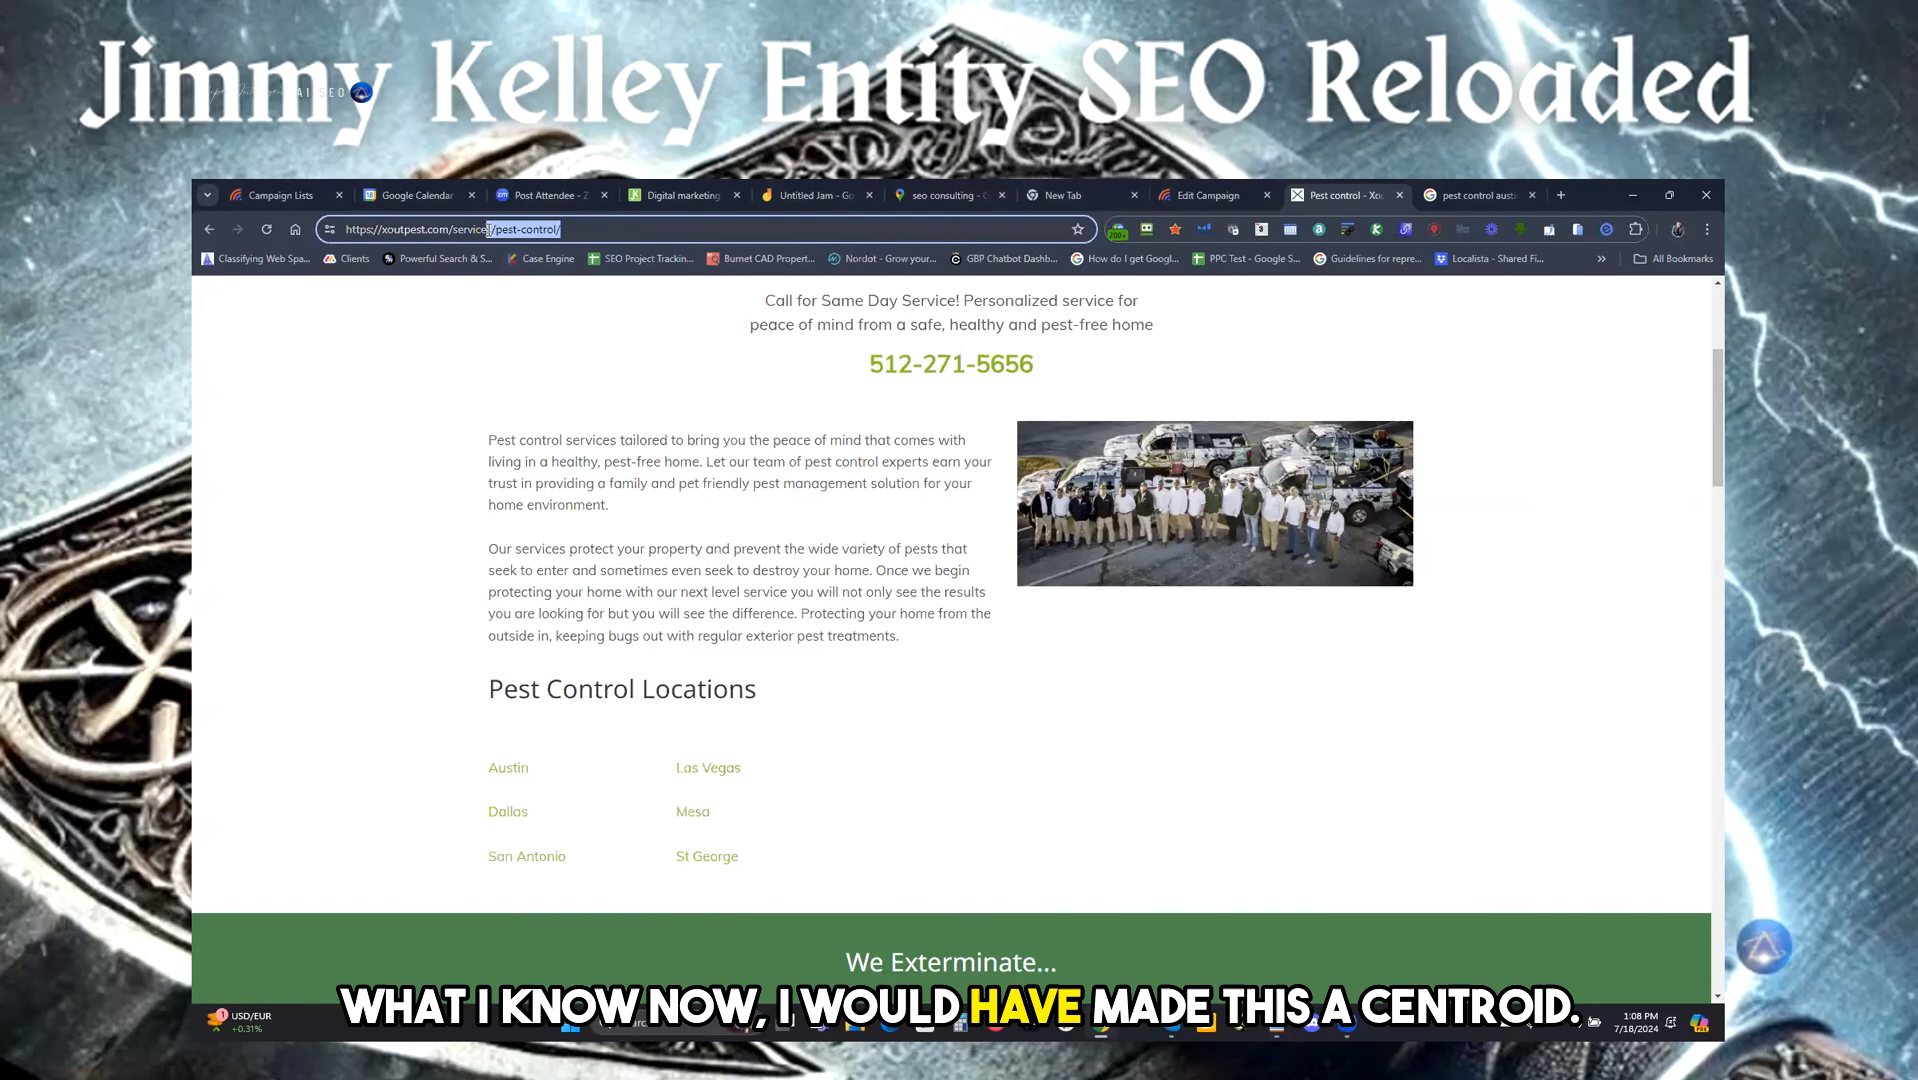 Jimmy Kelley Entity SEO Reloaded
AI SEO
Campaign Lists
Google Calendar
Post Attendee - Z
Digital marketing
Untitled Jam - Go
seo consulting - G
New Tab
Edit Campaign
Pest control - Xou
pest control austi
https://xoutpest.com/services/pest-control/
200+
Classifying Web Spa...
Clients
Powerful Search & S...
Case Engine
SEO Project Trackin...
Burnet CAD Propert...
Nordot - Grow your...
GBP Chatbot Dashb...
How do I get Googl...
PPC Test - Google S...
Guidelines for repre...
Localista - Shared Fi...
»
All Bookmarks
Call for Same Day Service! Personalized service for
peace of mind from a safe, healthy and pest-free home
512-271-5656
Pest control services tailored to bring you the peace of mind that comes with
living in a healthy, pest-free home. Let our team of pest control experts earn your
trust in providing a family and pet friendly pest management solution for your
home environment.
Our services protect your property and prevent the wide variety of pests that
seek to enter and sometimes even seek to destroy your home. Once we begin
protecting your home with our next level service you will not only see the results
you are looking for but you will see the difference. Protecting your home from the
outside in, keeping bugs out with regular exterior pest treatments.
Pest Control Locations
Austin
Las Vegas
Dallas
Mesa
San Antonio
St George
We Exterminate...
WHAT I KNOW NOW, I WOULD HAVE MADE THIS A CENTROID.
1
USD/EUR
+0.31%
1:08 PM
7/18/2024